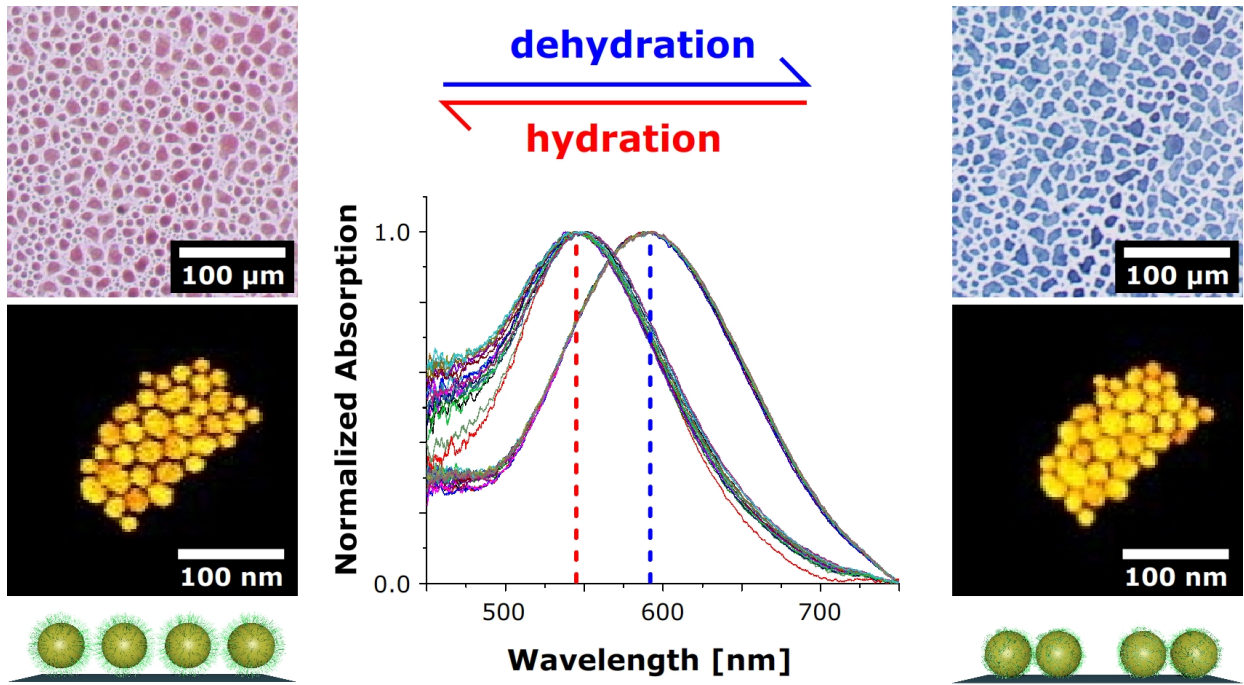 dehydration
hydration
100 µm
100 nm
Normalized Absorption
1.0
0.0
500
600
700
Wavelength [nm]
100 µm
100 nm